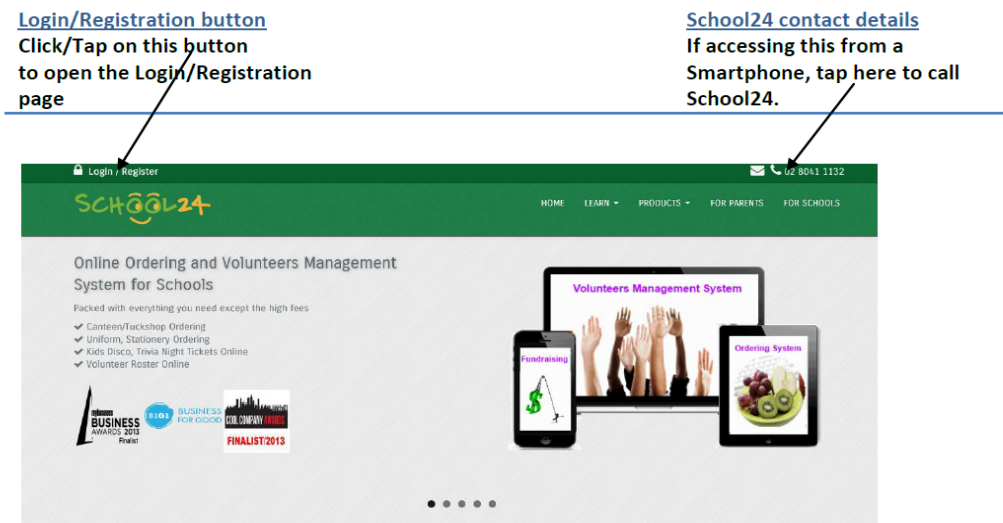 Login/Registration button
Click/Tap on this button
to open the Login/Registration
page
School24 contact details
If accessing this from a
Smartphone, tap here to call
School24.
Login / Register
02 8041 1132
SCHOOL24
HOME LEARN PRODUCTS FOR PARENTS FOR SCHOOLS
Online Ordering and Volunteers Management
System for Schools
Packed with everything you need except the high fees
Canteen/Tuckshop Ordering
Uniform, Stationery Ordering
Kids Disco, Trivia Night Tickets Online
Volunteer Roster Online
mybusiness
BUSINESS
AWARDS 2013
Finalist
B1G1
BUSINESS
FOR GOOD
COOL COMPANY AWARDS
FINALIST/2013
Volunteers Management System
Fundraising
$
Ordering System